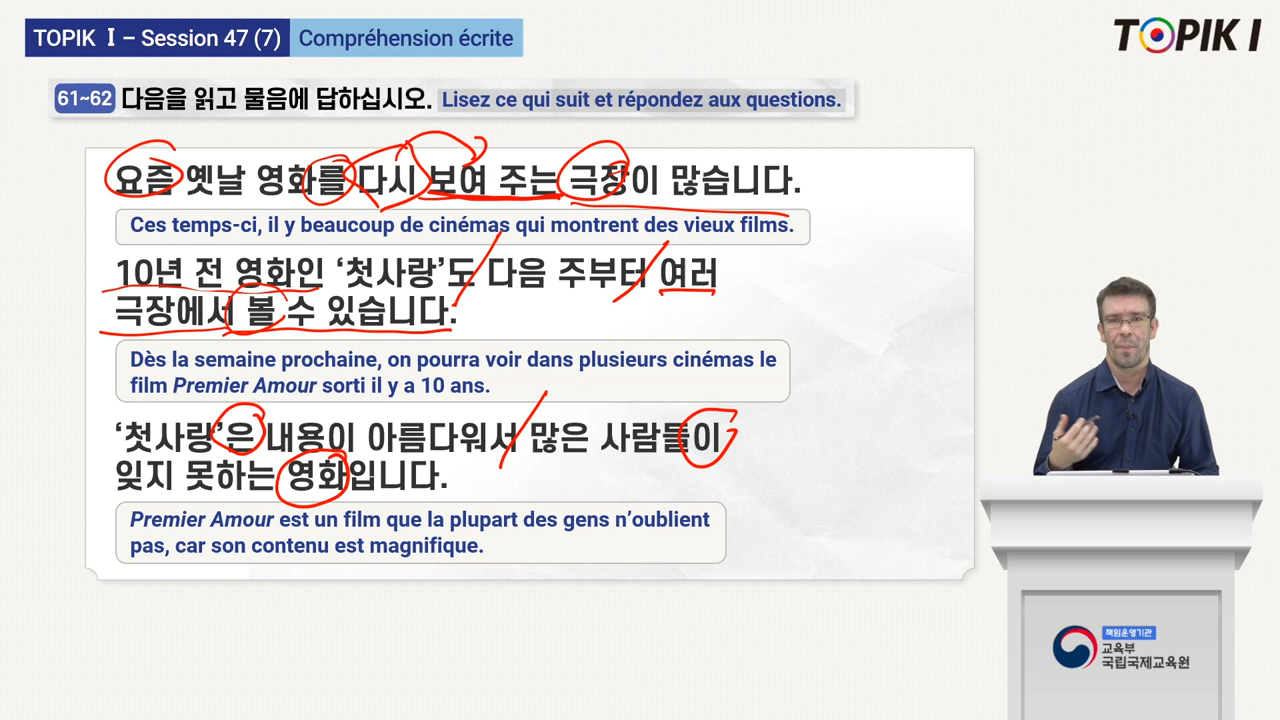 TOPIK I – Session 47 (7) Compréhension écrite
TOPIK I
61~62 다음을 읽고 물음에 답하십시오. Lisez ce qui suit et répondez aux questions.
요즘 옛날 영화를 다시 보여 주는 극장이 많습니다.
Ces temps-ci, il y beaucoup de cinémas qui montrent des vieux films.
10년 전 영화인 ‘첫사랑’도 다음 주부터 여러
극장에서 볼 수 있습니다.
Dès la semaine prochaine, on pourra voir dans plusieurs cinémas le
film Premier Amour sorti il y a 10 ans.
‘첫사랑’은 내용이 아름다워서 많은 사람들이
잊지 못하는 영화입니다.
Premier Amour est un film que la plupart des gens n’oublient
pas, car son contenu est magnifique.
책임운영기관
교육부
국립국제교육원